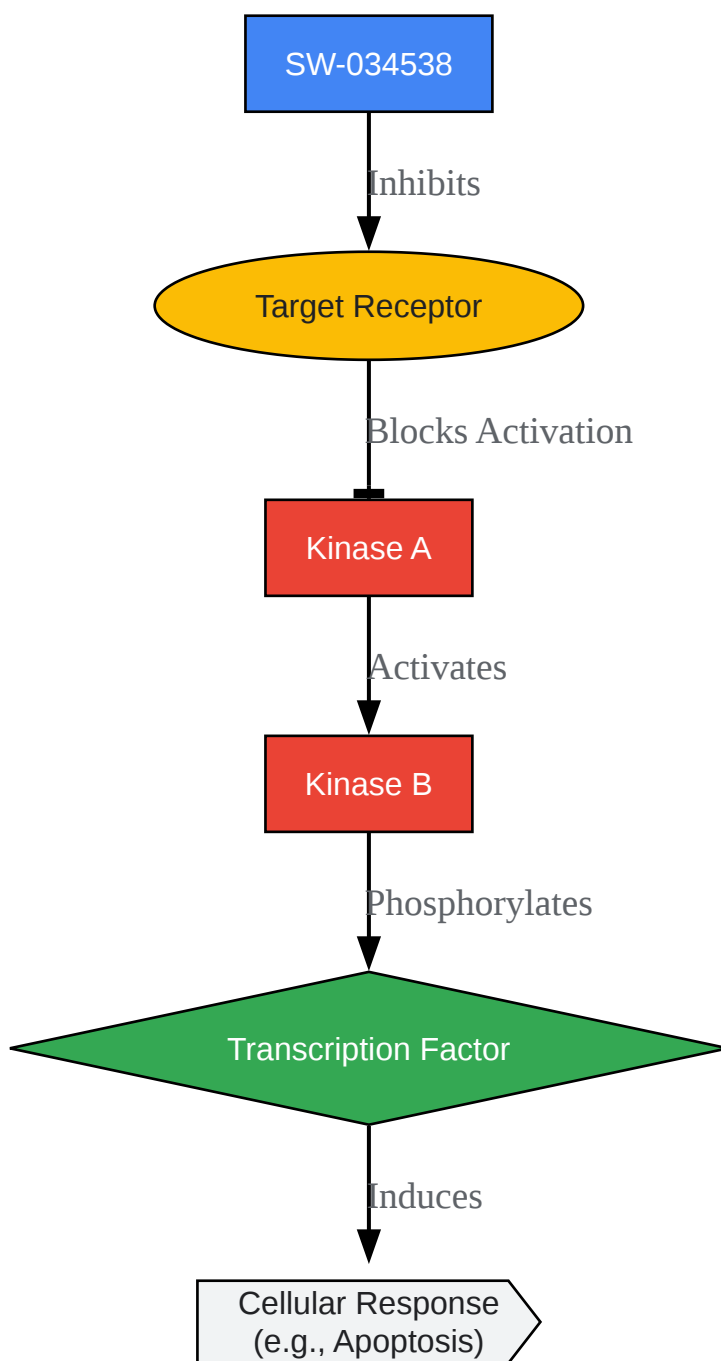 SW-034538
Inhibits
Target Receptor
Blocks Activation
Kinase A
Activates
Kinase B
Phosphorylates
Transcription Factor
Induces
Cellular Response
(e.g., Apoptosis)